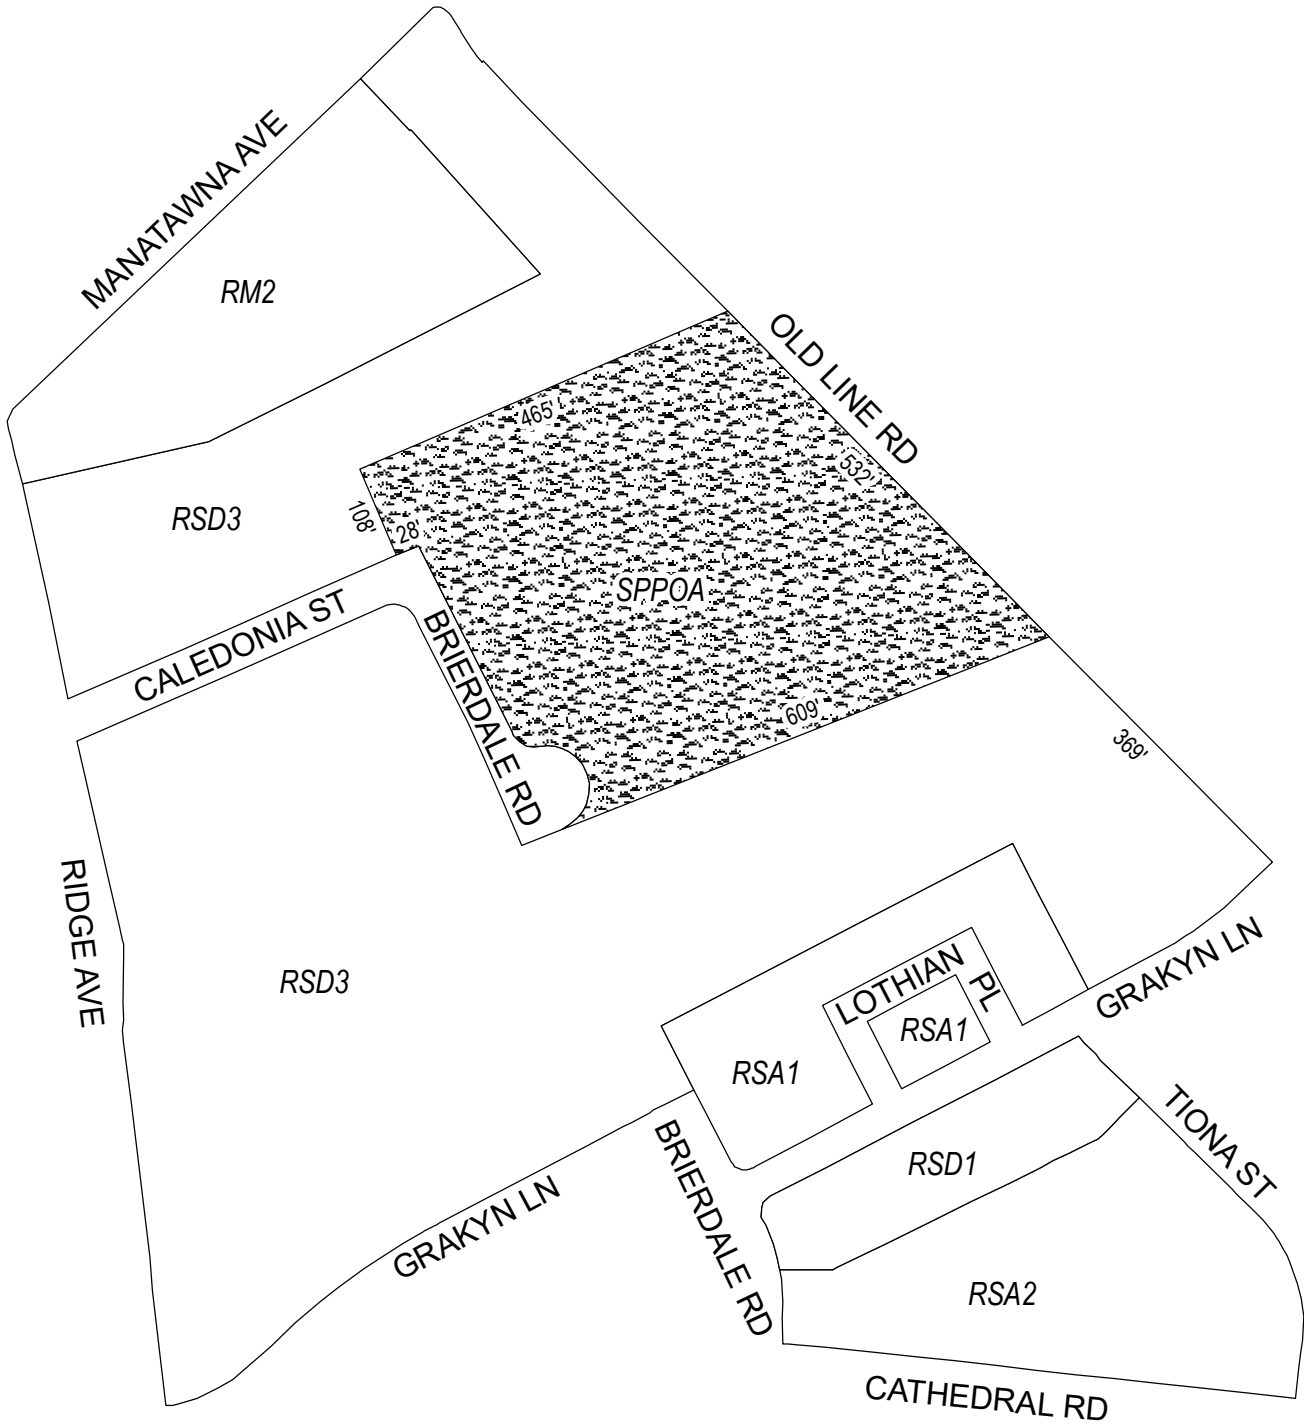 MANATAWNA AVE
RM2
OLD LINE RD
465'
532'
108'
28'
RSD3
SPPOA
CALEDONIA ST
BRIERDALE RD
609'
369'
RIDGE AVE
RSD3
GRAKYN LN
LOTHIAN
PL
RSA1
RSA1
TIONA ST
BRIERDALE RD
RSD1
GRAKYN LN
RSA2
CATHEDRAL RD